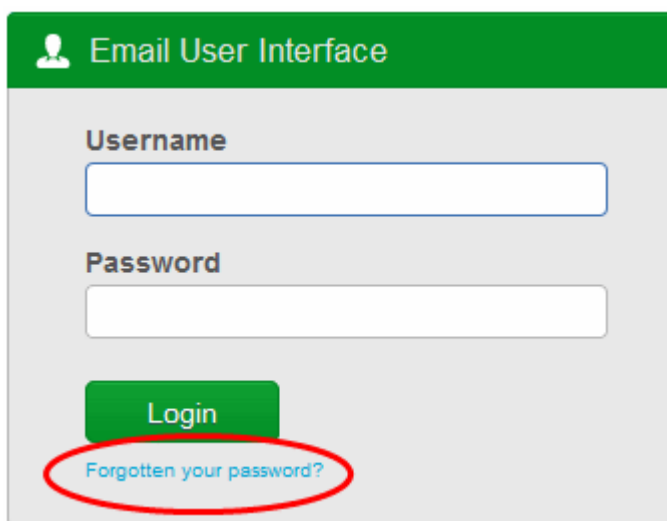 Email User Interface
Username
Password
Login
Forgotten your password?